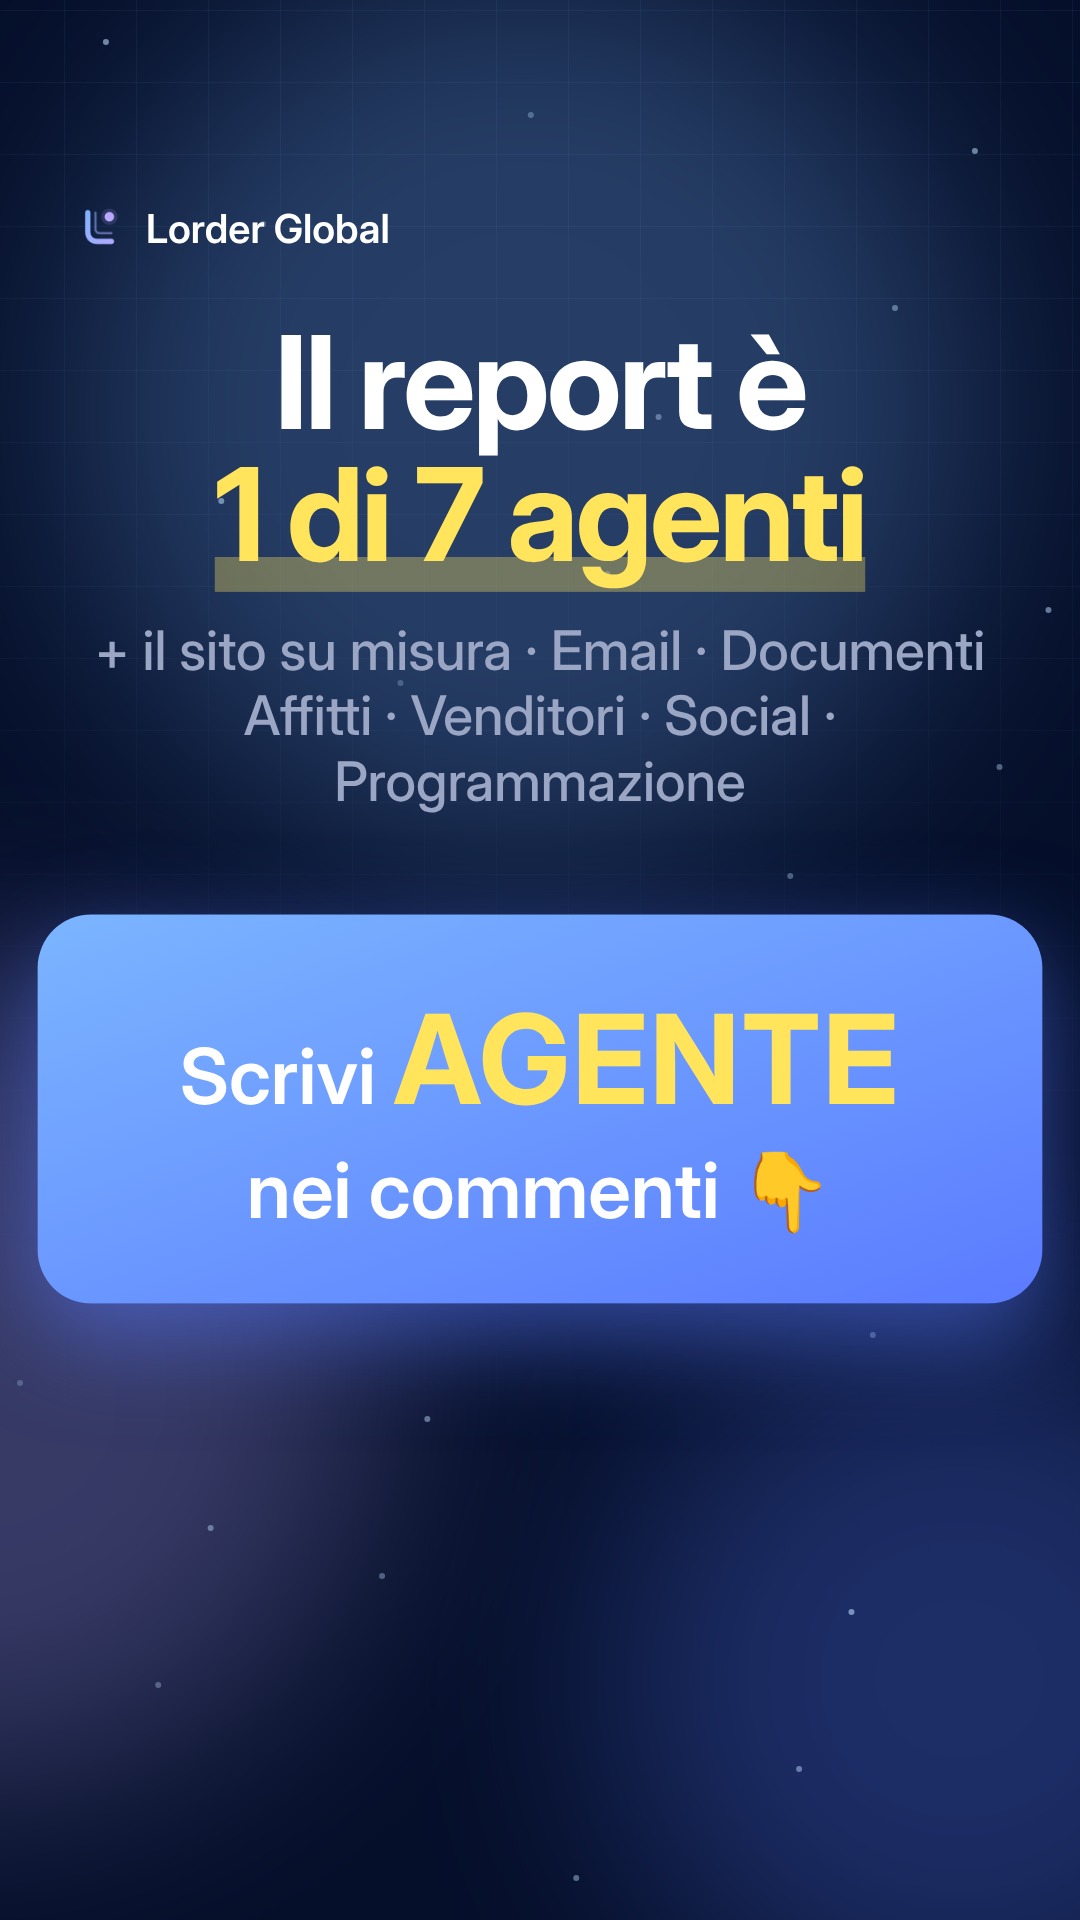 Lorder Global
Il report è
1 di 7 agenti
+ il sito su misura · Email · Documenti
Affitti · Venditori · Social ·
Programmazione
Scrivi AGENTE
nei commenti 👇